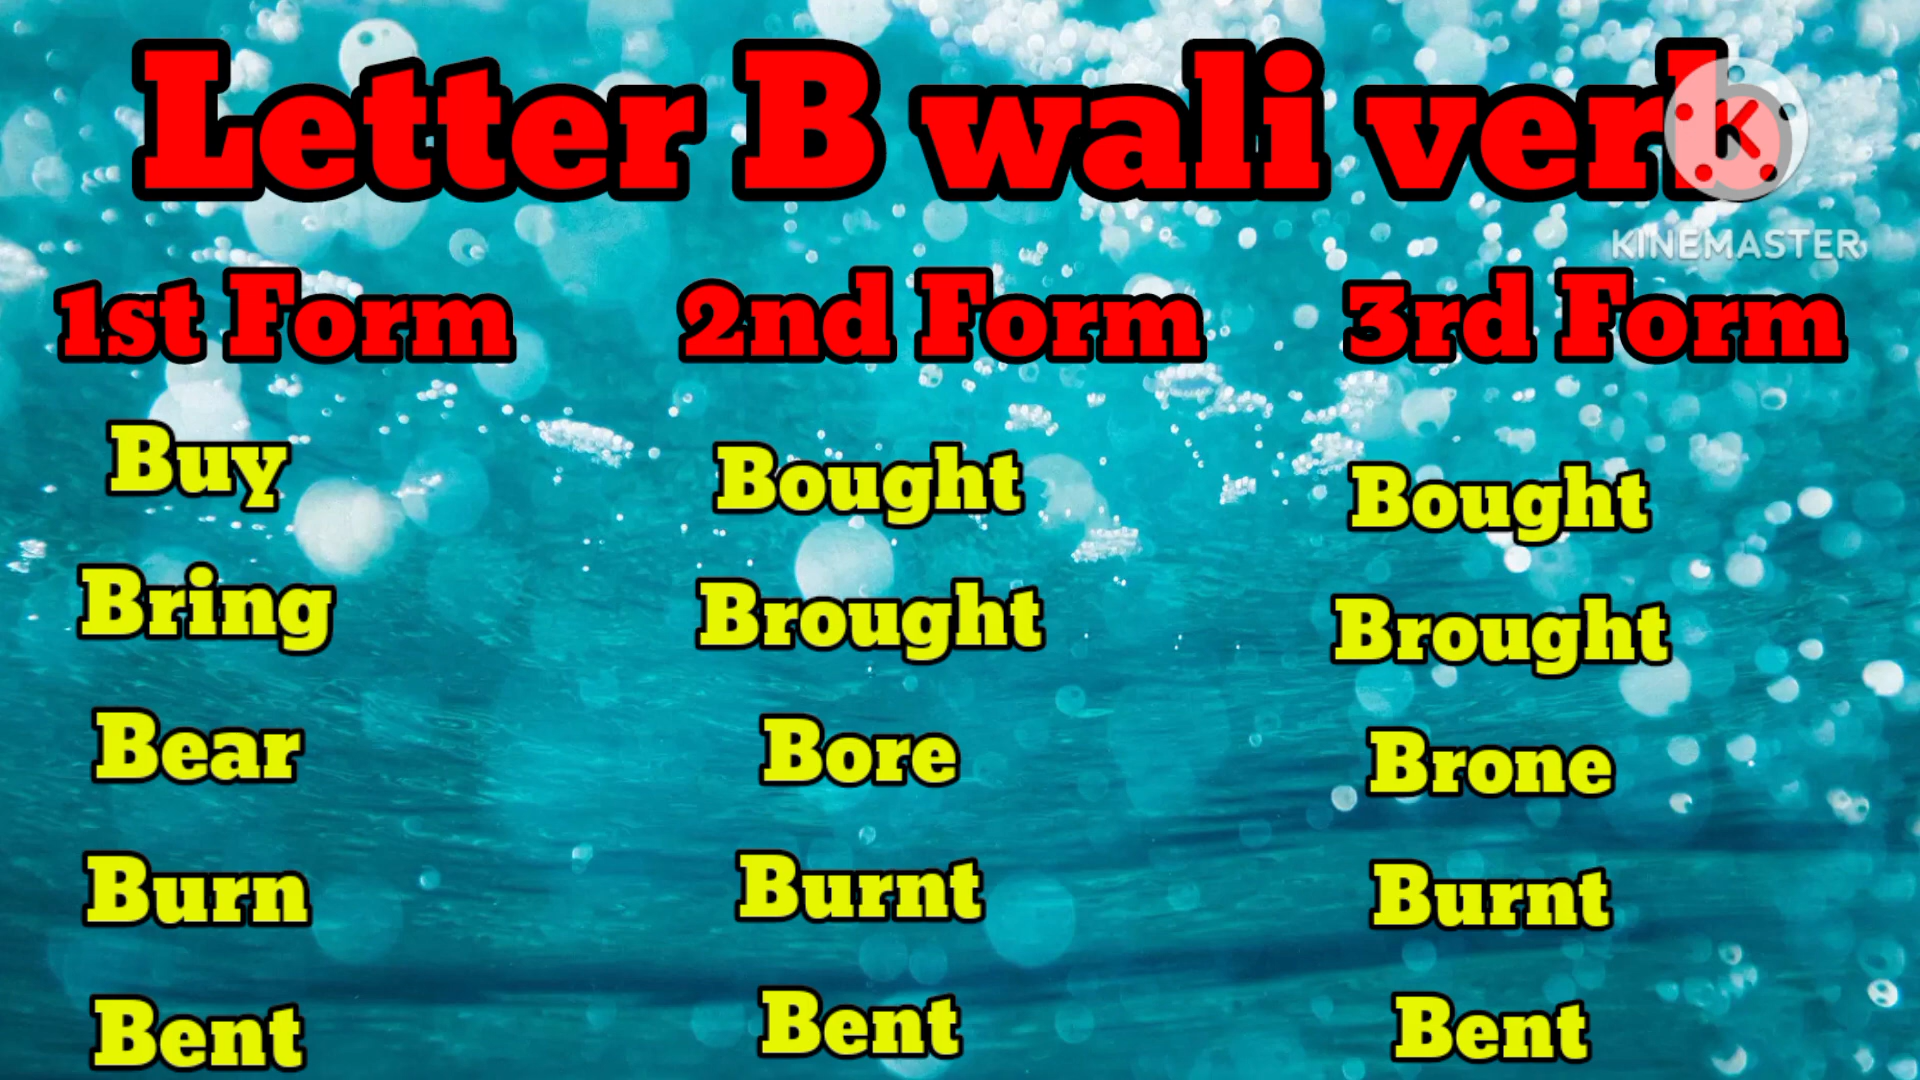 Letter B wali verb
KINEMASTER
1st Form 2nd Form 3rd Form
Buy Bought Bought
Bring Brought Brought
Bear Bore Brone
Burn Burnt Burnt
Bent Bent Bent